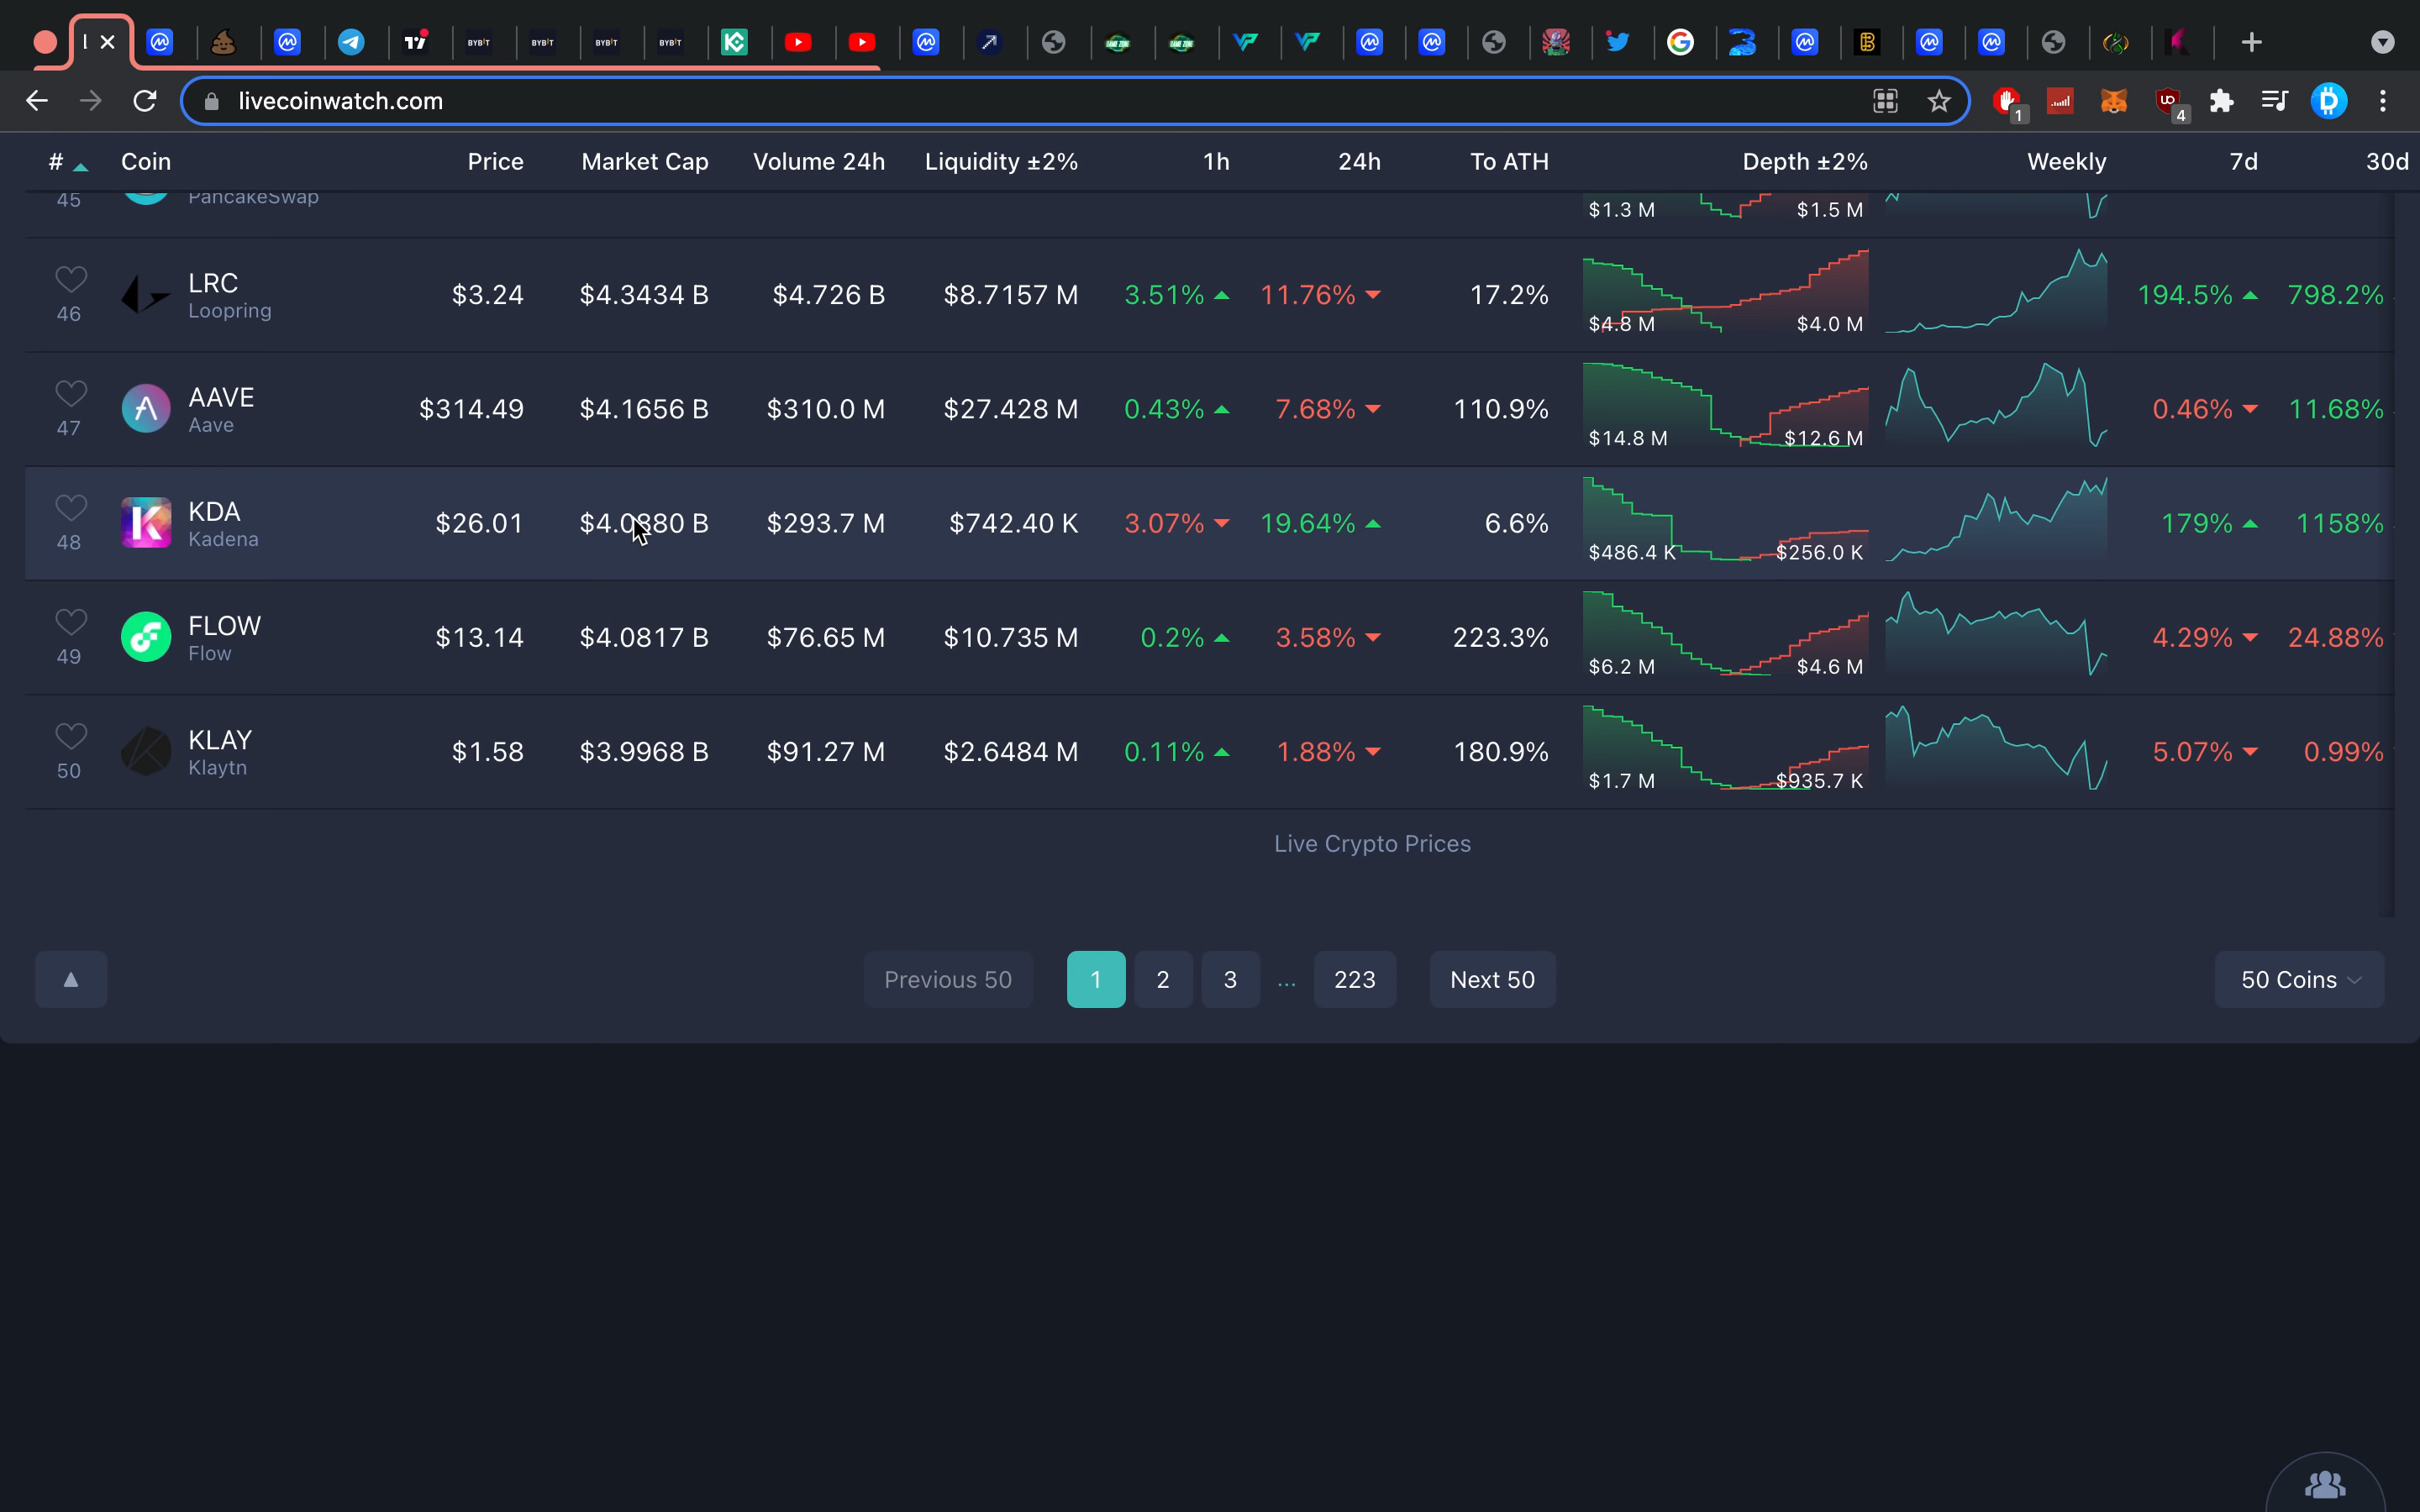 livecoinwatch.com
1
4
# Coin Price Market Cap Volume 24h Liquidity ±2% 1h 24h To ATH Depth ±2% Weekly 7d 30d
45 PancakeSwap $1.3 M $1.5 M
LRC
Loopring
46 $3.24 $4.3434 B $4.726 B $8.7157 M 3.51% 11.76% 17.2% $4.8 M $4.0 M 194.5% 798.2%
AAVE
Aave
47 $314.49 $4.1656 B $310.0 M $27.428 M 0.43% 7.68% 110.9% $14.8 M $12.6 M 0.46% 11.68%
KDA
Kadena
48 $26.01 $4.0880 B $293.7 M $742.40 K 3.07% 19.64% 6.6% $486.4 K $256.0 K 179% 1158%
FLOW
Flow
49 $13.14 $4.0817 B $76.65 M $10.735 M 0.2% 3.58% 223.3% $6.2 M $4.6 M 4.29% 24.88%
KLAY
Klaytn
50 $1.58 $3.9968 B $91.27 M $2.6484 M 0.11% 1.88% 180.9% $1.7 M $935.7 K 5.07% 0.99%
Live Crypto Prices
Previous 50 1 2 3 ... 223 Next 50 50 Coins